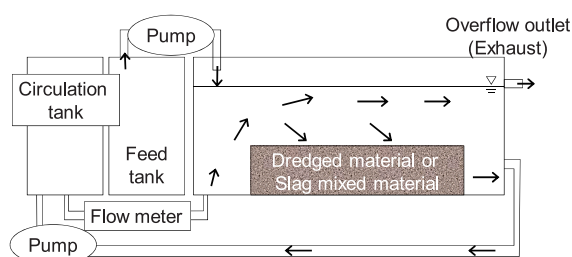 Overflow outlet
(Exhaust)
Pump
Circulation
tank
Feed
tank
Dredged material or
Slag mixed material
Flow meter
Pump